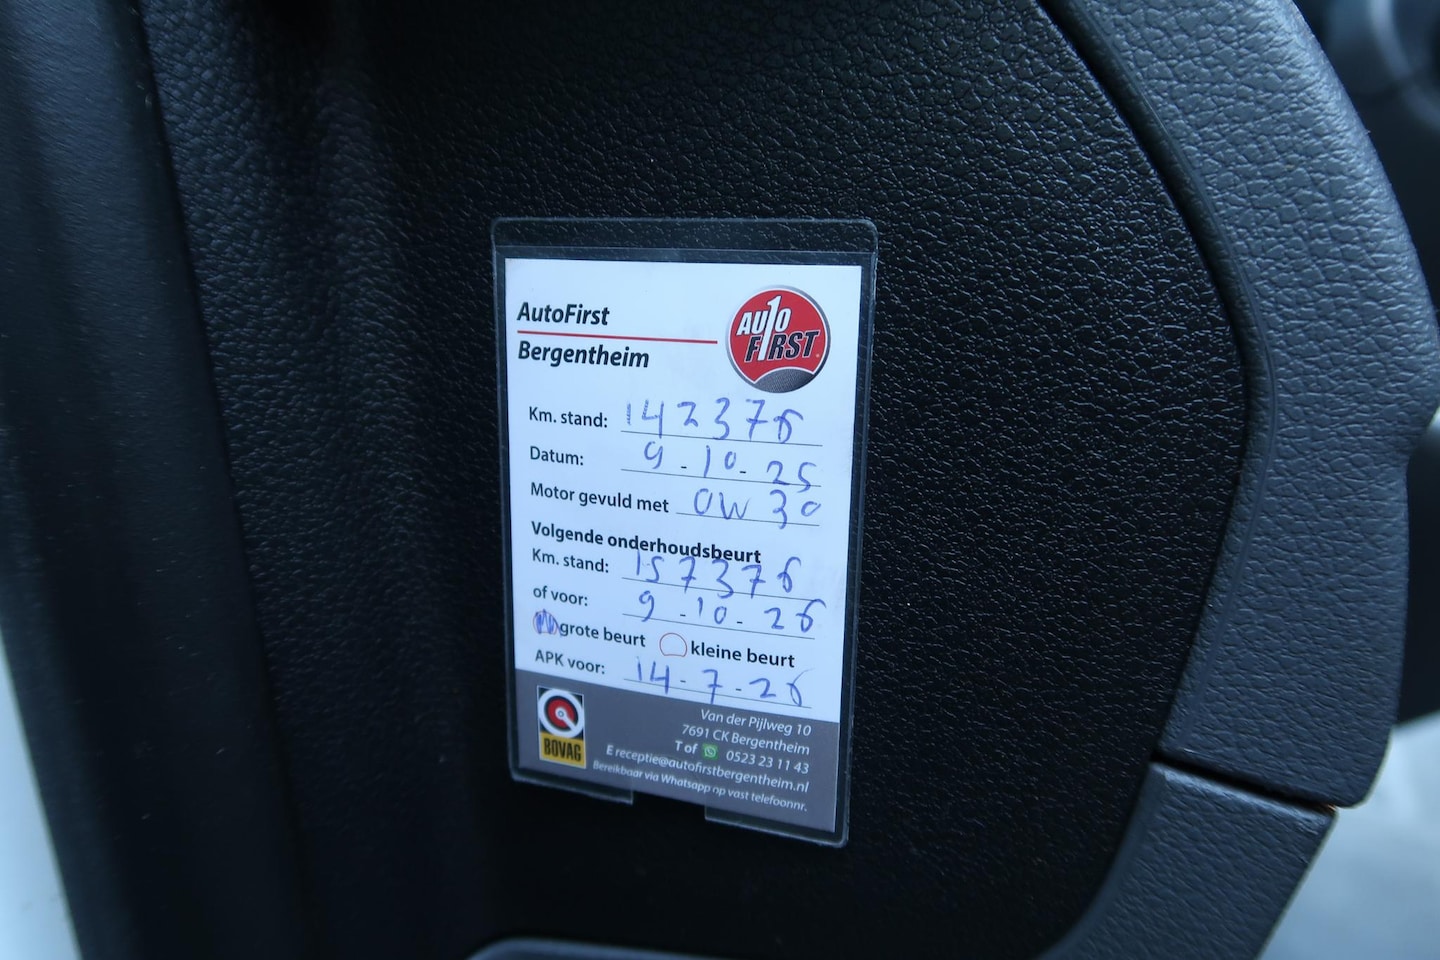 AutoFirst
Bergentheim
AUTO
FIRST
Km. stand: 142376
Datum: 9-10-25
Motor gevuld met 0W30
Volgende onderhoudsbeurt
Km. stand: 157376
of voor: 9-10-26
grote beurt kleine beurt
APK voor: 14-7-26
BOVAG
Van der Pijlweg 10
7691 CK Bergentheim
T of 0523 23 11 43
E receptie@autofirstbergentheim.nl
Bereikbaar via Whatsapp op vast telefoonnr.